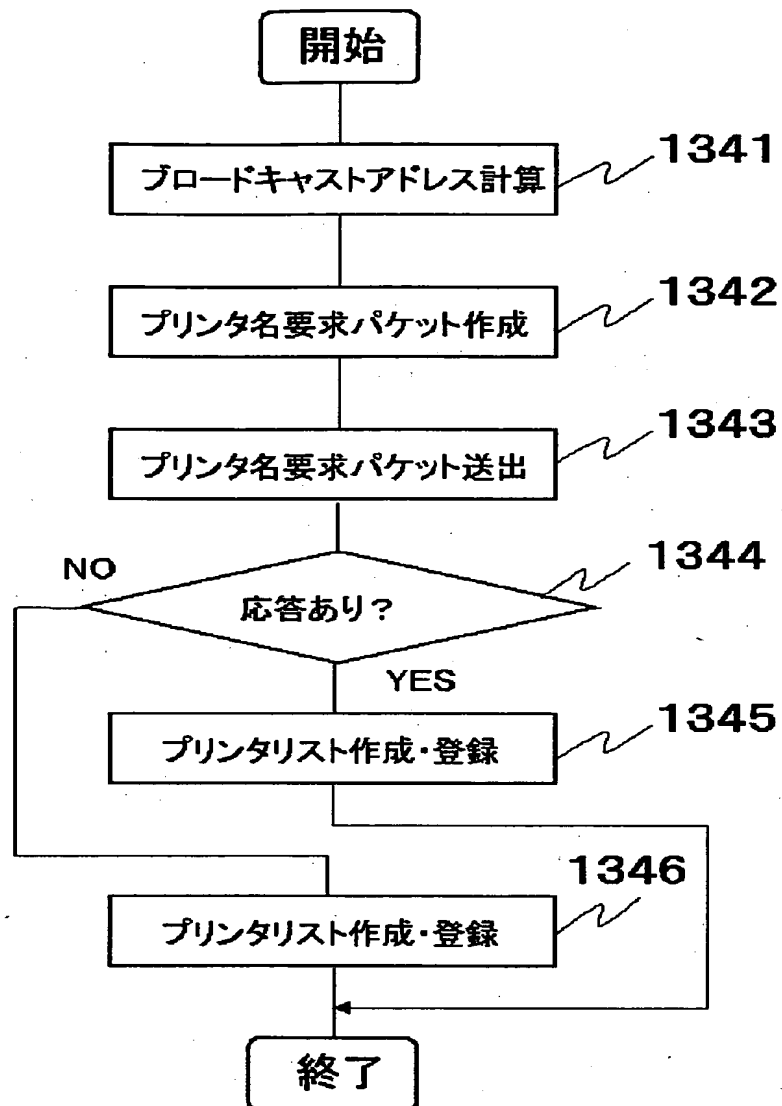 開始
1341
ブロードキャストアドレス計算
1342
プリンタ名要求パケット作成
1343
プリンタ名要求パケット送出
1344
NO
応答あり?
YES
1345
プリンタリスト作成・登録
1346
プリンタリスト作成・登録
終了